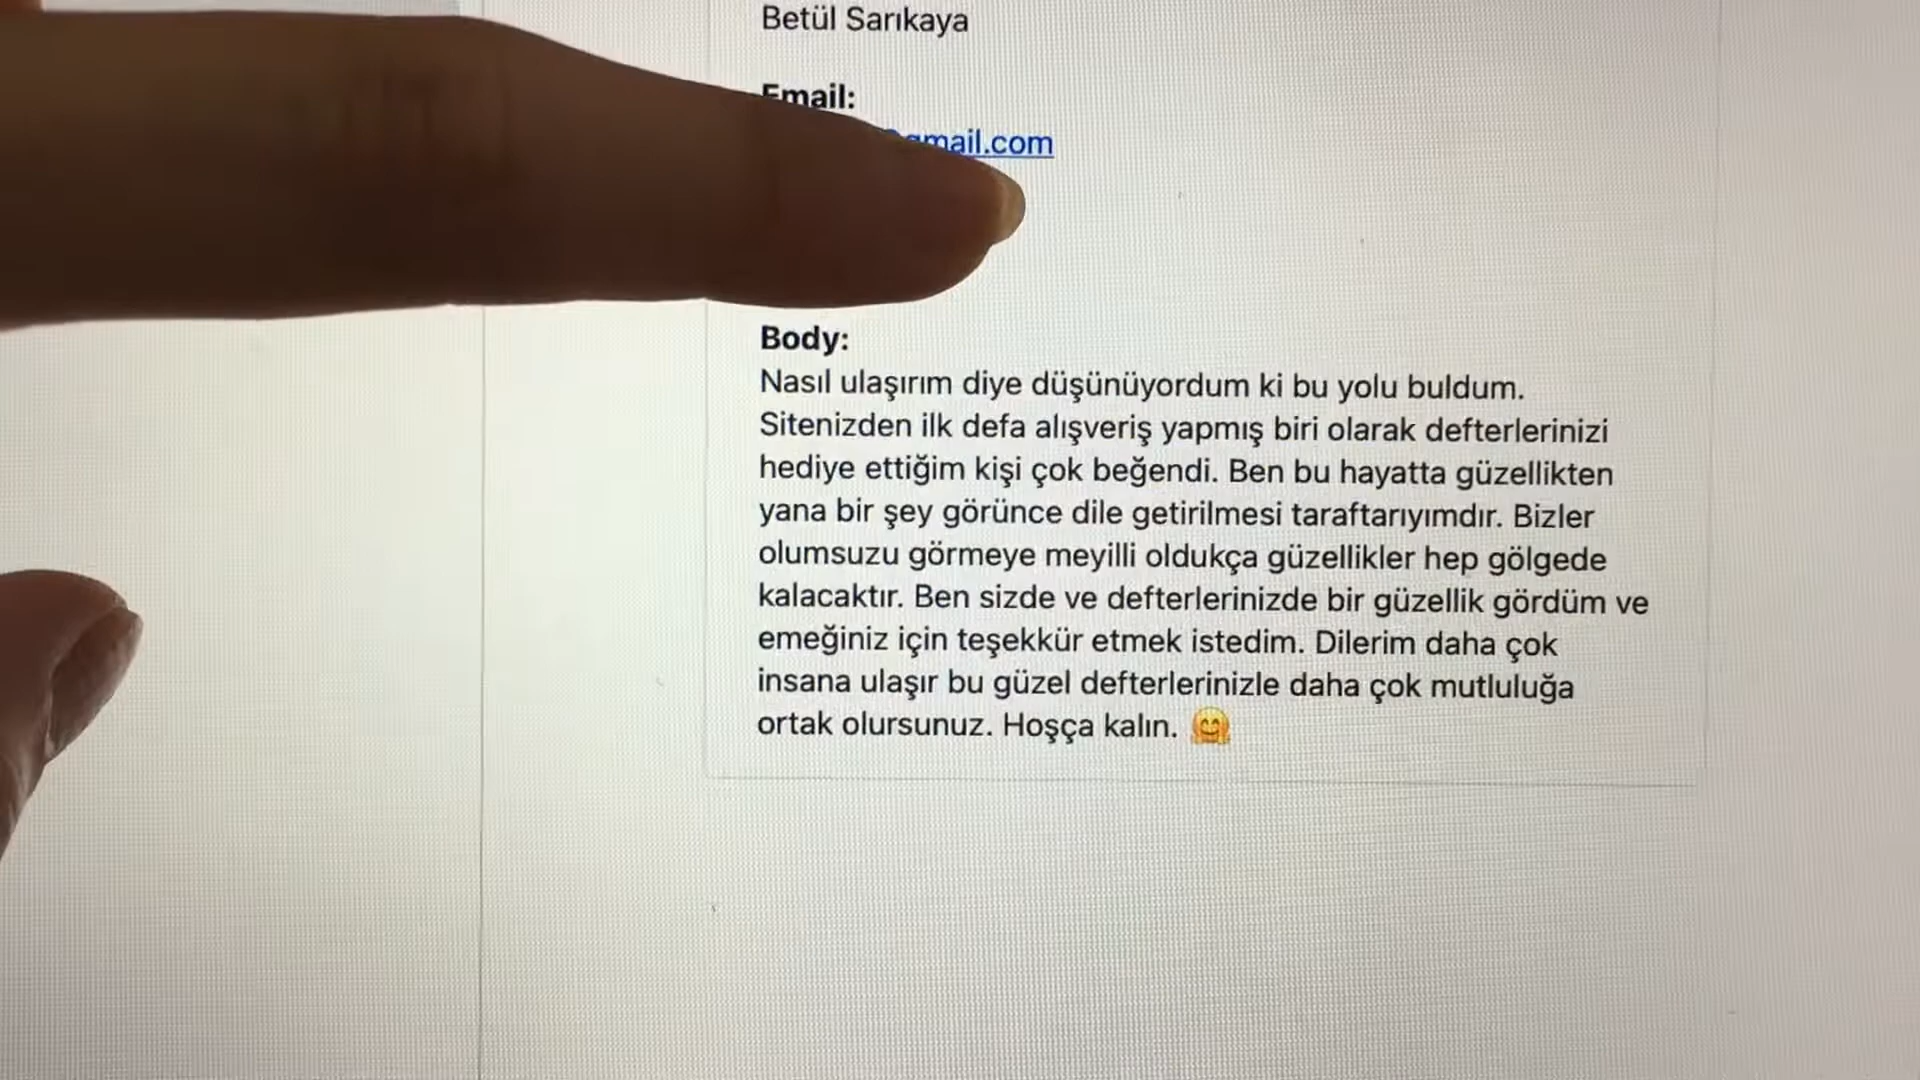 Betül Sarıkaya
Email:
@gmail.com
Body:
Nasıl ulaşırım diye düşünüyordum ki bu yolu buldum.
Sitenizden ilk defa alışveriş yapmış biri olarak defterlerinizi
hediye ettiğim kişi çok beğendi. Ben bu hayatta güzellikten
yana bir şey görünce dile getirilmesi taraftarıyımdır. Bizler
olumsuzu görmeye meyilli oldukça güzellikler hep gölgede
kalacaktır. Ben sizde ve defterlerinizde bir güzellik gördüm ve
emeğiniz için teşekkür etmek istedim. Dilerim daha çok
insana ulaşır bu güzel defterlerinizle daha çok mutluluğa
ortak olursunuz. Hoşça kalın. 🤗